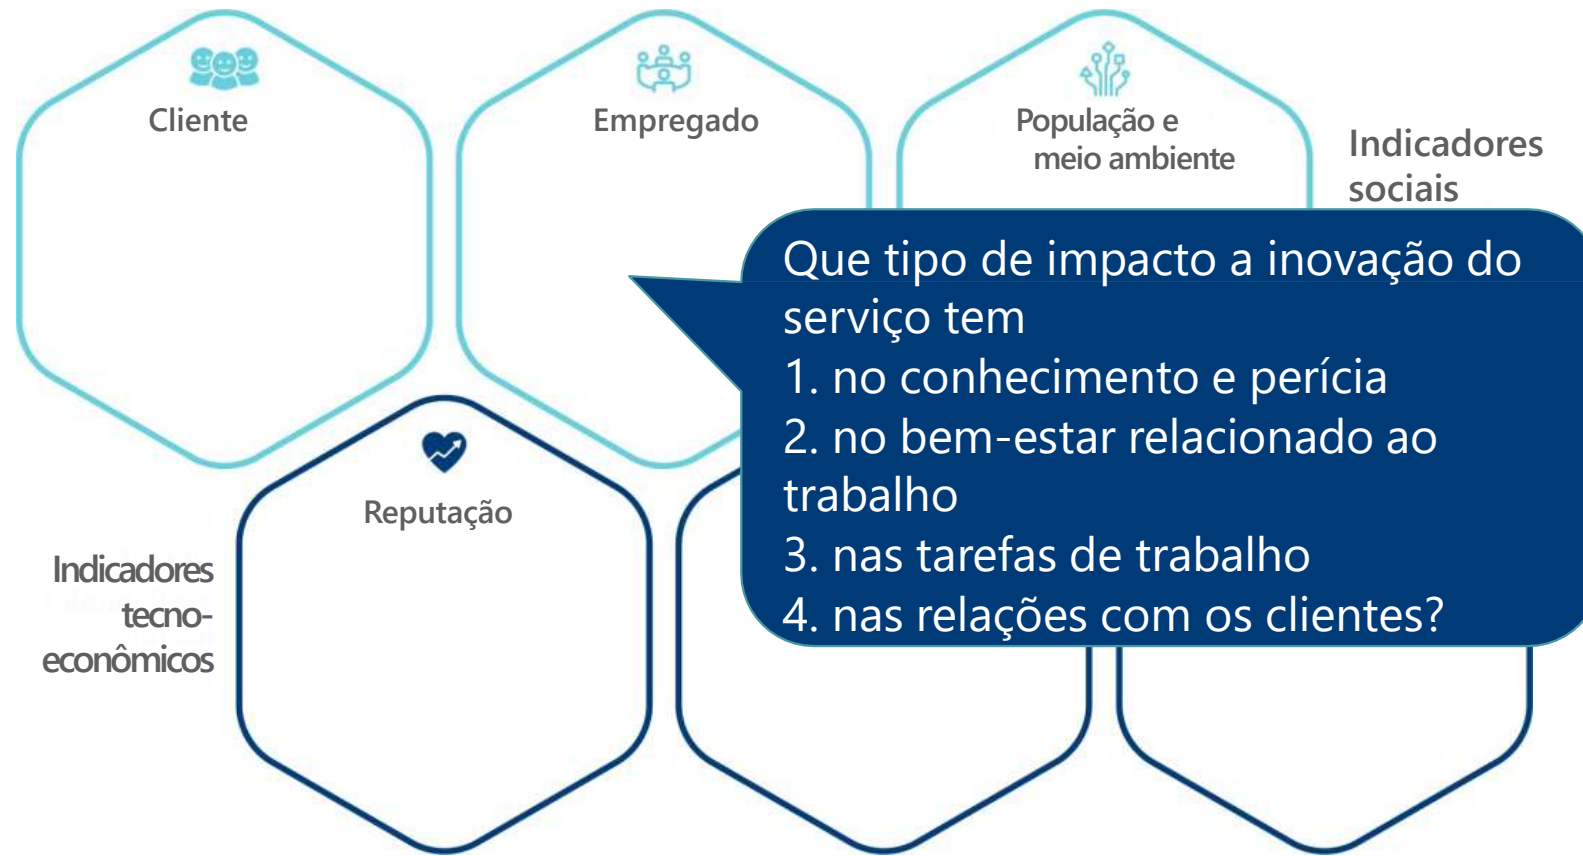 Cliente
Empregado
População e
meio ambiente
Indicadores
sociais
Que tipo de impacto a inovação do
serviço tem
1. no conhecimento e perícia
2. no bem-estar relacionado ao
trabalho
3. nas tarefas de trabalho
4. nas relações com os clientes?
Reputação
Indicadores
tecno-
econômicos